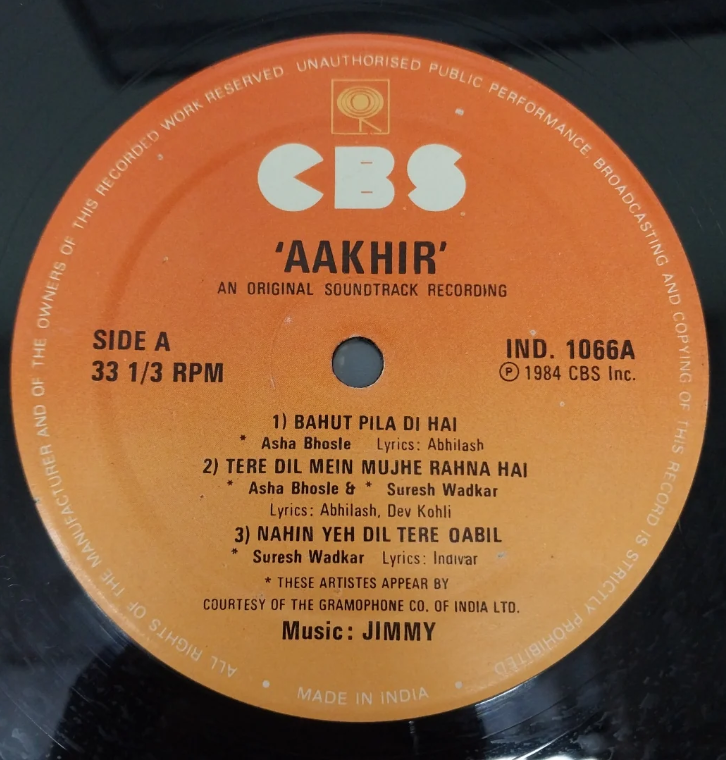 ALL RIGHTS OF THE MANUFACTURER AND OF THE OWNERS OF THIS RECORDED WORK RESERVED UNAUTHORISED PUBLIC PERFORMANCE BROADCASTING AND COPYING OF THIS RECORD IS STRICTLY PROHIBITED
CBS
'AAKHIR'
AN ORIGINAL SOUNDTRACK RECORDING
SIDE A
33 1/3 RPM
IND. 1066A
℗ 1984 CBS Inc.
1) BAHUT PILA DI HAI
* Asha Bhosle Lyrics: Abhilash
2) TERE DIL MEIN MUJHE RAHNA HAI
* Asha Bhosle & * Suresh Wadkar
Lyrics: Abhilash, Dev Kohli
3) NAHIN YEH DIL TERE QABIL
* Suresh Wadkar Lyrics: Indivar
* THESE ARTISTES APPEAR BY
COURTESY OF THE GRAMOPHONE CO. OF INDIA LTD.
Music: JIMMY
• MADE IN INDIA •